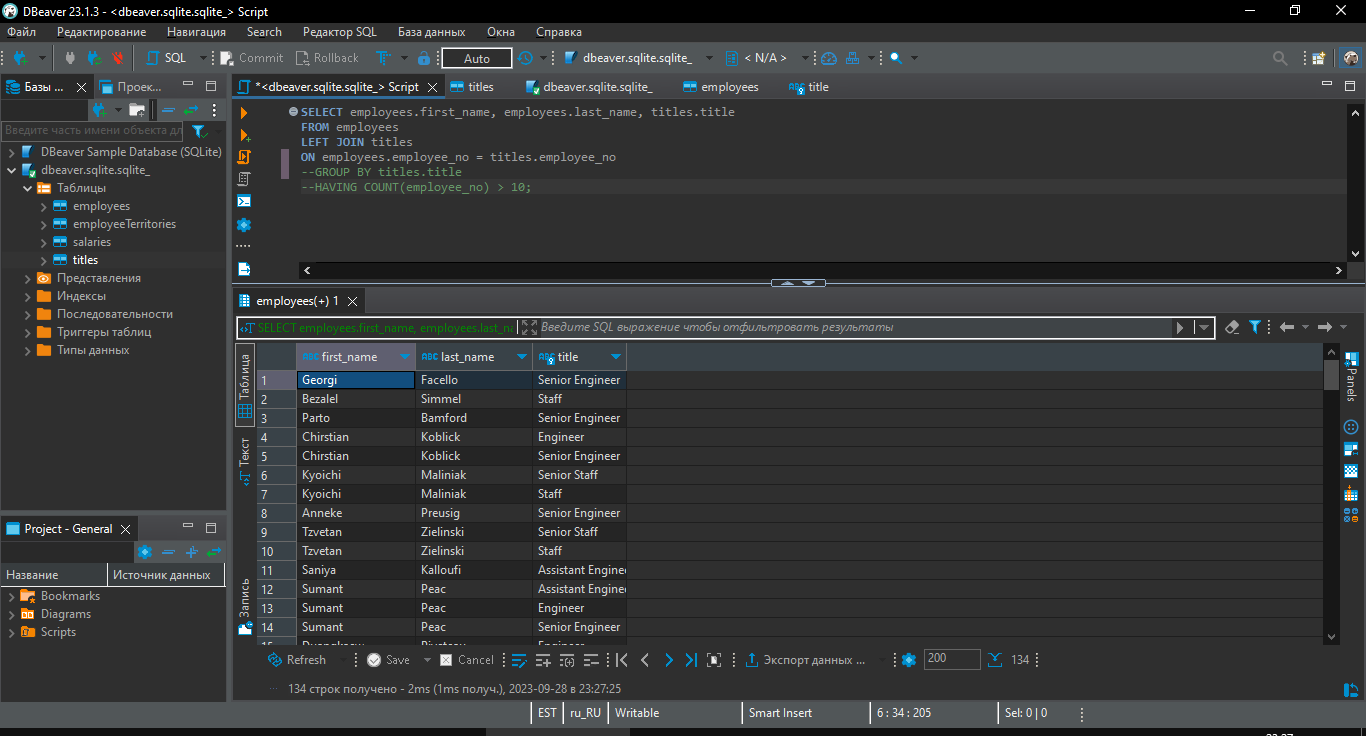 DBeaver 23.1.3 - <dbeaver.sqlite.sqlite_> Script
Файл Редактирование Навигация Search Редактор SQL База данных Окна Справка
SQL Commit Rollback T Auto dbeaver.sqlite.sqlite_ < N/A >
Базы ... Проек...
Введите часть имени объекта дл
DBeaver Sample Database (SQLite)
dbeaver.sqlite.sqlite_
Таблицы
employees
employeeTerritories
salaries
titles
Представления
Индексы
Последовательности
Триггеры таблиц
Типы данных
Project - General
Название Источник данных
Bookmarks
Diagrams
Scripts
*<dbeaver.sqlite.sqlite_> Script titles dbeaver.sqlite.sqlite_ employees ABC title
SELECT employees.first_name, employees.last_name, titles.title
FROM employees
LEFT JOIN titles
ON employees.employee_no = titles.employee_no
--GROUP BY titles.title
--HAVING COUNT(employee_no) > 10;
employees(+) 1
SELECT employees.first_name, employees.last_na Введите SQL выражение чтобы отфильтровать результаты
Таблица
Текст
Запись
ABC first_name ABC last_name ABC title
1 Georgi Facello Senior Engineer
2 Bezalel Simmel Staff
3 Parto Bamford Senior Engineer
4 Chirstian Koblick Engineer
5 Chirstian Koblick Senior Engineer
6 Kyoichi Maliniak Senior Staff
7 Kyoichi Maliniak Staff
8 Anneke Preusig Engineer
9 Tzvetan Zielinski Senior Staff
10 Tzvetan Zielinski Staff
11 Saniya Kalloufi Assistant Engine
12 Sumant Peac Assistant Engine
13 Sumant Peac Engineer
14 Sumant Peac Senior Engineer
Panels
Refresh Save Cancel Экспорт данных ... 200 134
134 строк получено - 2ms (1ms получ.), 2023-09-28 в 23:27:25
EST ru_RU Writable Smart Insert 6 : 34 : 205 Sel: 0 | 0